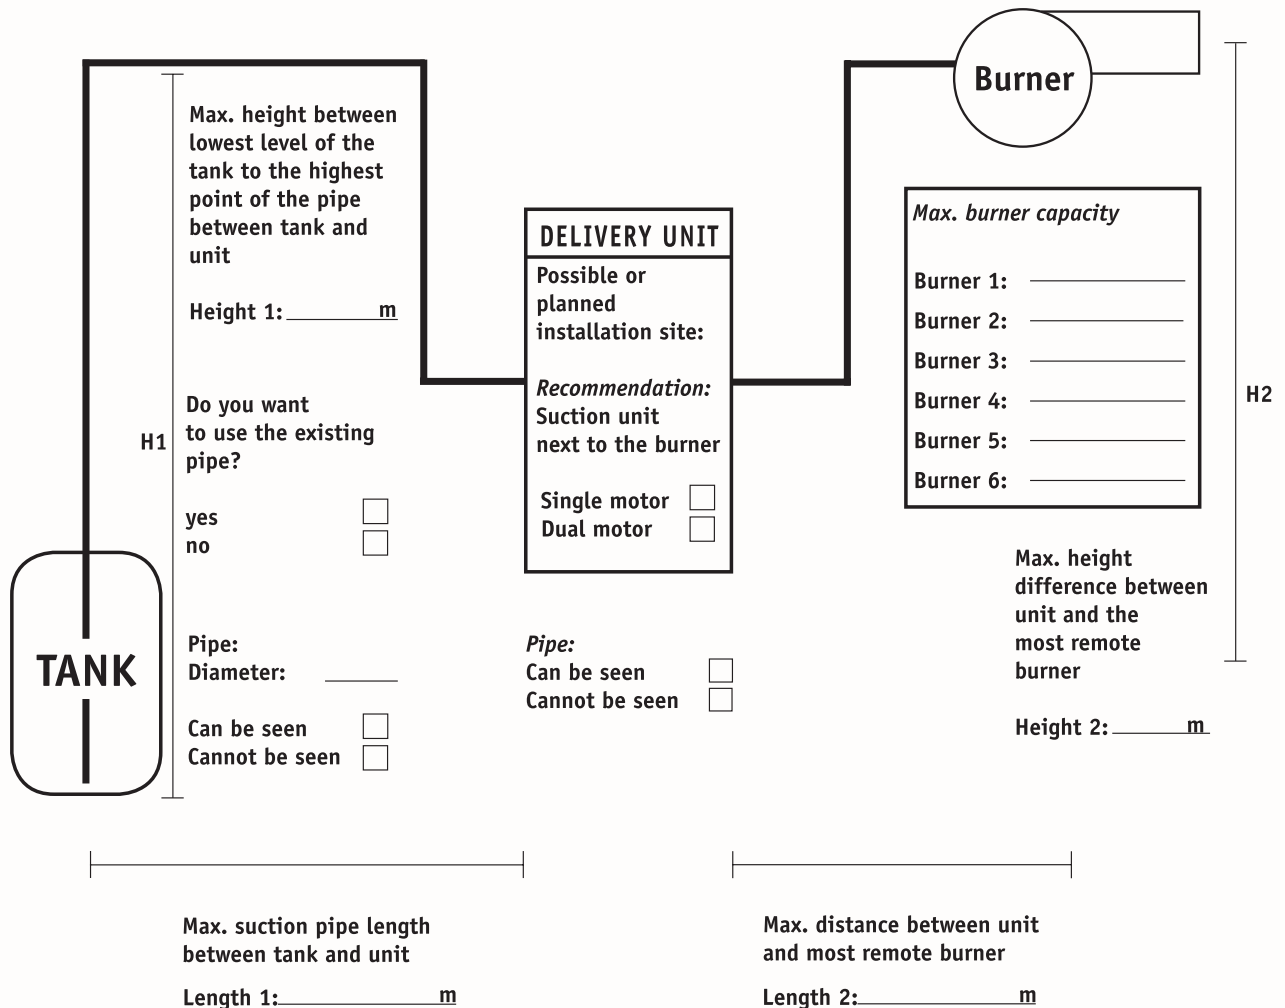 Burner
Max. height between
lowest level of the
tank to the highest
point of the pipe
between tank and
unit
Height 1: m
Do you want
to use the existing
pipe?
yes
no
H1
TANK
Pipe:
Diameter:
Can be seen
Cannot be seen
DELIVERY UNIT
Possible or
planned
installation site:
Recommendation:
Suction unit
next to the burner
Single motor
Dual motor
Pipe:
Can be seen
Cannot be seen
Max. burner capacity
Burner 1:
Burner 2:
Burner 3:
Burner 4:
Burner 5:
Burner 6:
H2
Max. height
difference between
unit and the
most remote
burner
Height 2: m
Max. suction pipe length
between tank and unit
Length 1: m
Max. distance between unit
and most remote burner
Length 2: m